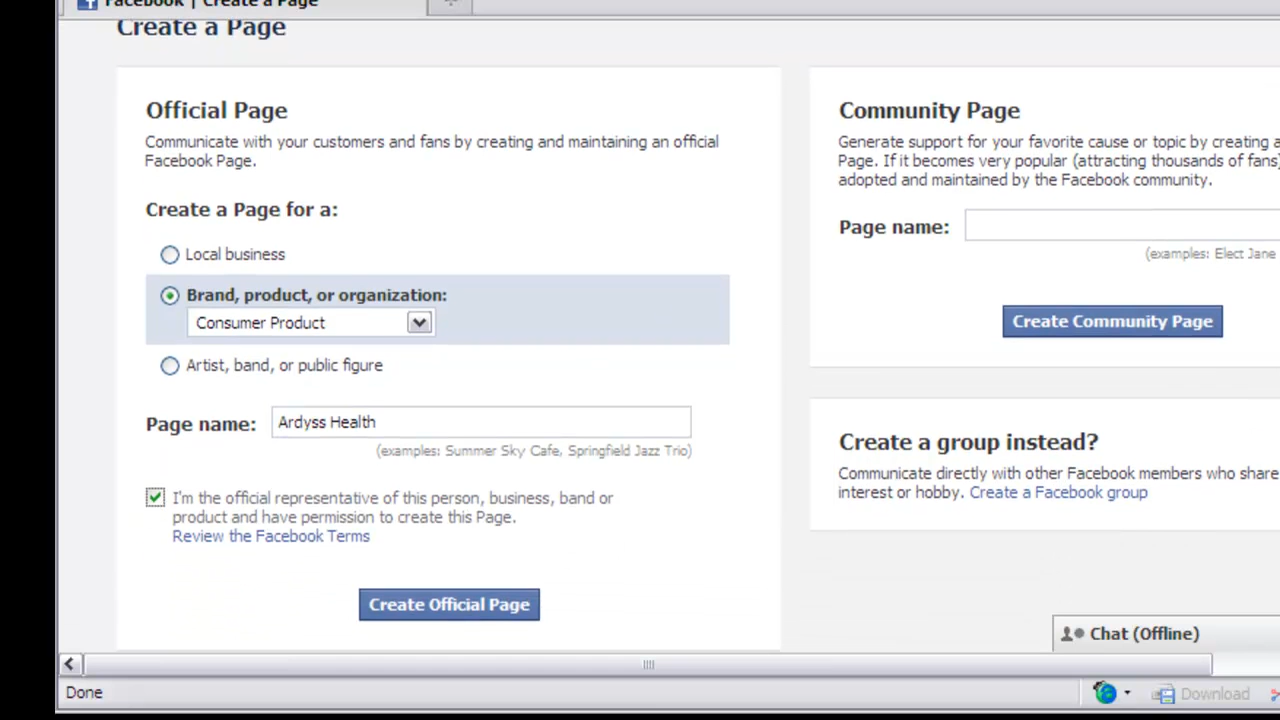 Facebook | Create a Page
Create a Page
Official Page
Communicate with your customers and fans by creating and maintaining an official
Facebook Page.
Create a Page for a:
Local business
Brand, product, or organization:
Consumer Product
Artist, band, or public figure
Page name:
Ardyss Health
(examples: Summer Sky Cafe, Springfield Jazz Trio)
I'm the official representative of this person, business, band or
product and have permission to create this Page.
Review the Facebook Terms
Create Official Page
Community Page
Generate support for your favorite cause or topic by creating a
Page. If it becomes very popular (attracting thousands of fans)
adopted and maintained by the Facebook community.
Page name:
(examples: Elect Jane
Create Community Page
Create a group instead?
Communicate directly with other Facebook members who share
interest or hobby. Create a Facebook group
Chat (Offline)
Done
Download